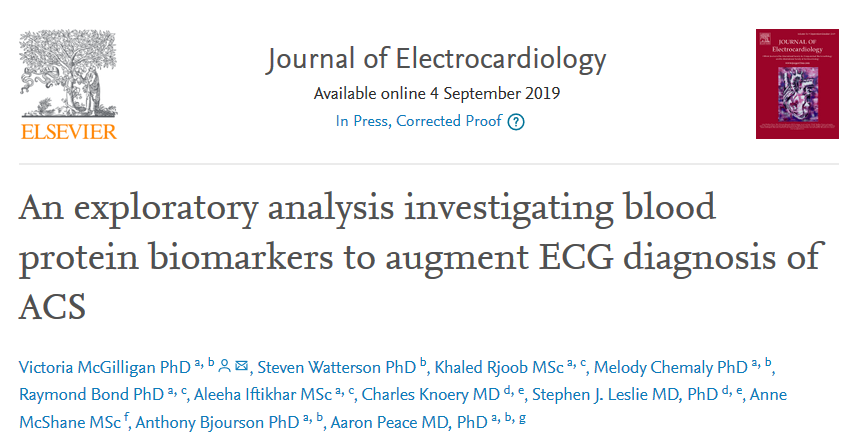 ELSEVIER
Journal of Electrocardiology
Available online 4 September 2019
In Press, Corrected Proof ?
JOURNAL OF
Electrocardiology
An exploratory analysis investigating blood
protein biomarkers to augment ECG diagnosis of
ACS
Victoria McGilligan PhD a, b, Steven Watterson PhD b, Khaled Rjoob MSc a, c, Melody Chemaly PhD a, b,
Raymond Bond PhD a, c, Aleeha Iftikhar MSc a, c, Charles Knoery MD d, e, Stephen J. Leslie MD, PhD d, e, Anne
McShane MSc f, Anthony Bjourson PhD a, b, Aaron Peace MD, PhD a, b, g